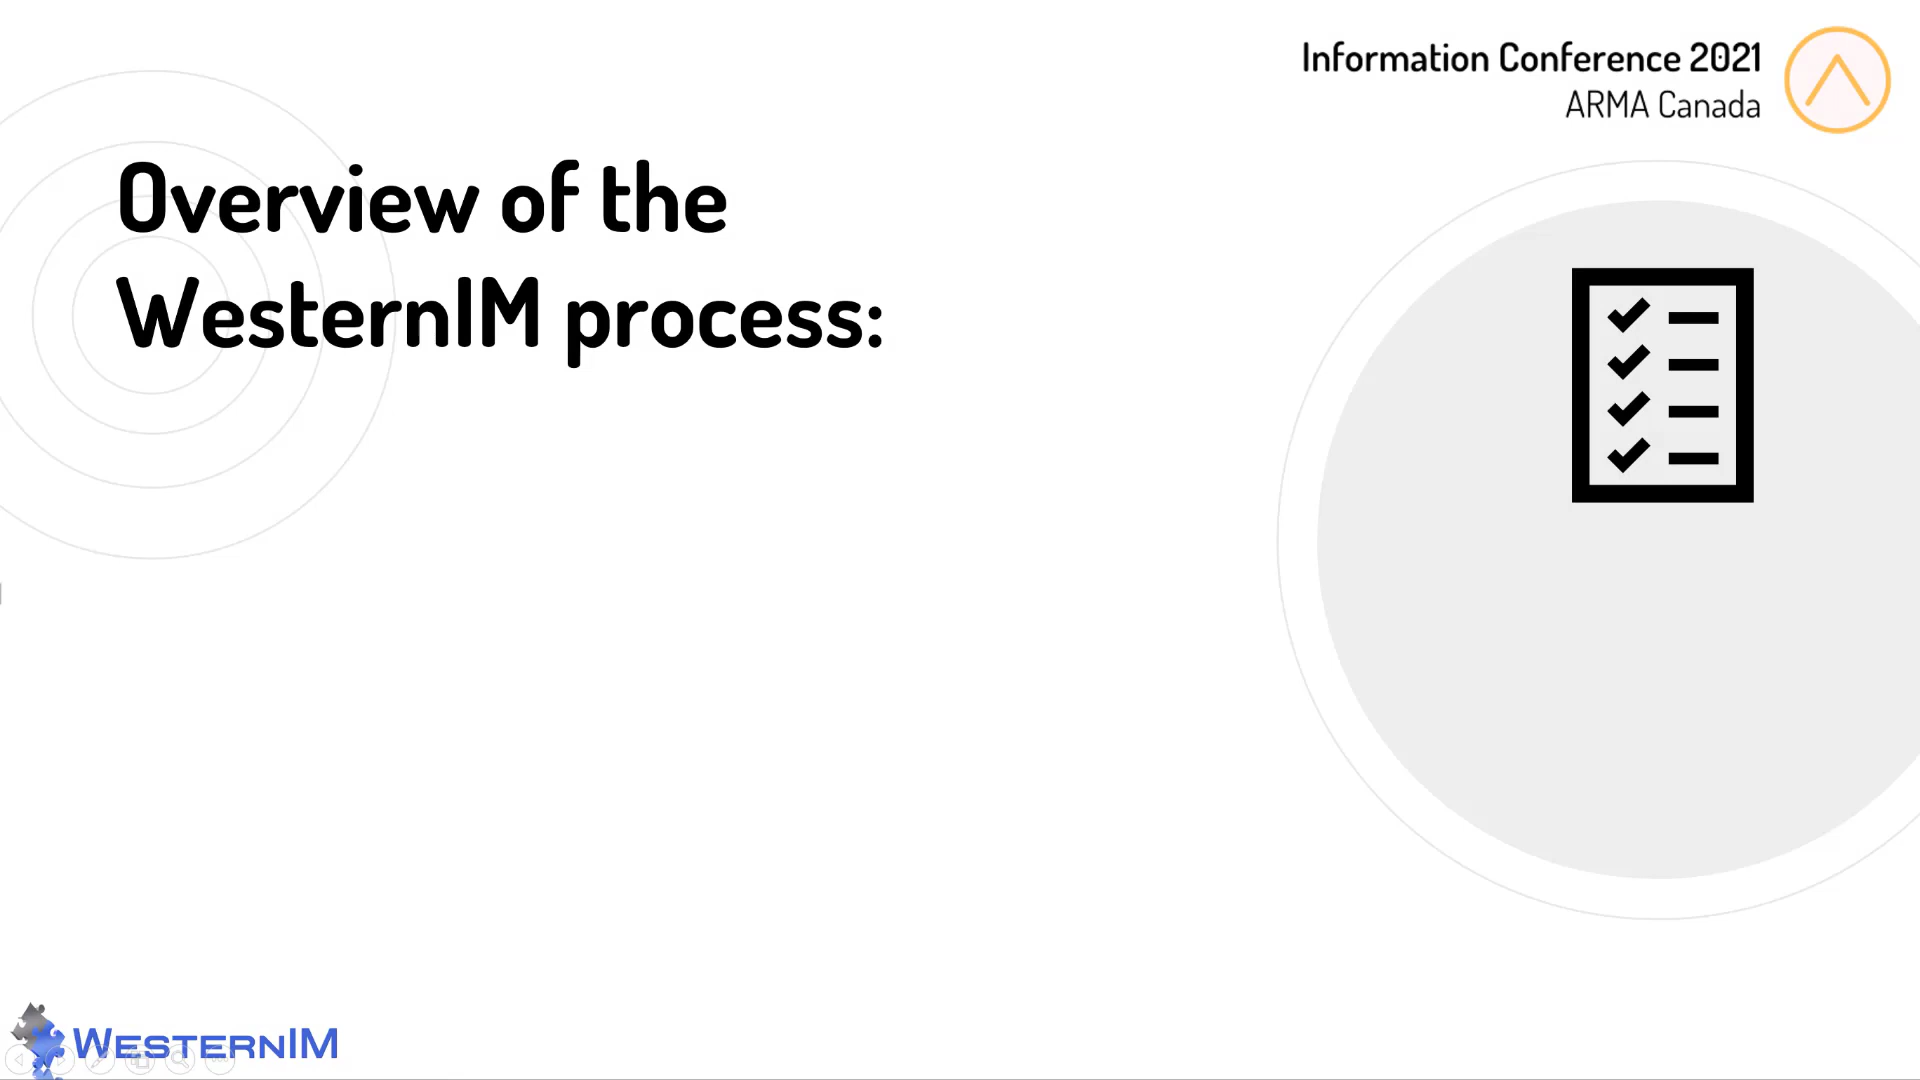 Information Conference 2021
ARMA Canada
Overview of the
WesternIM process:
WESTERNIM